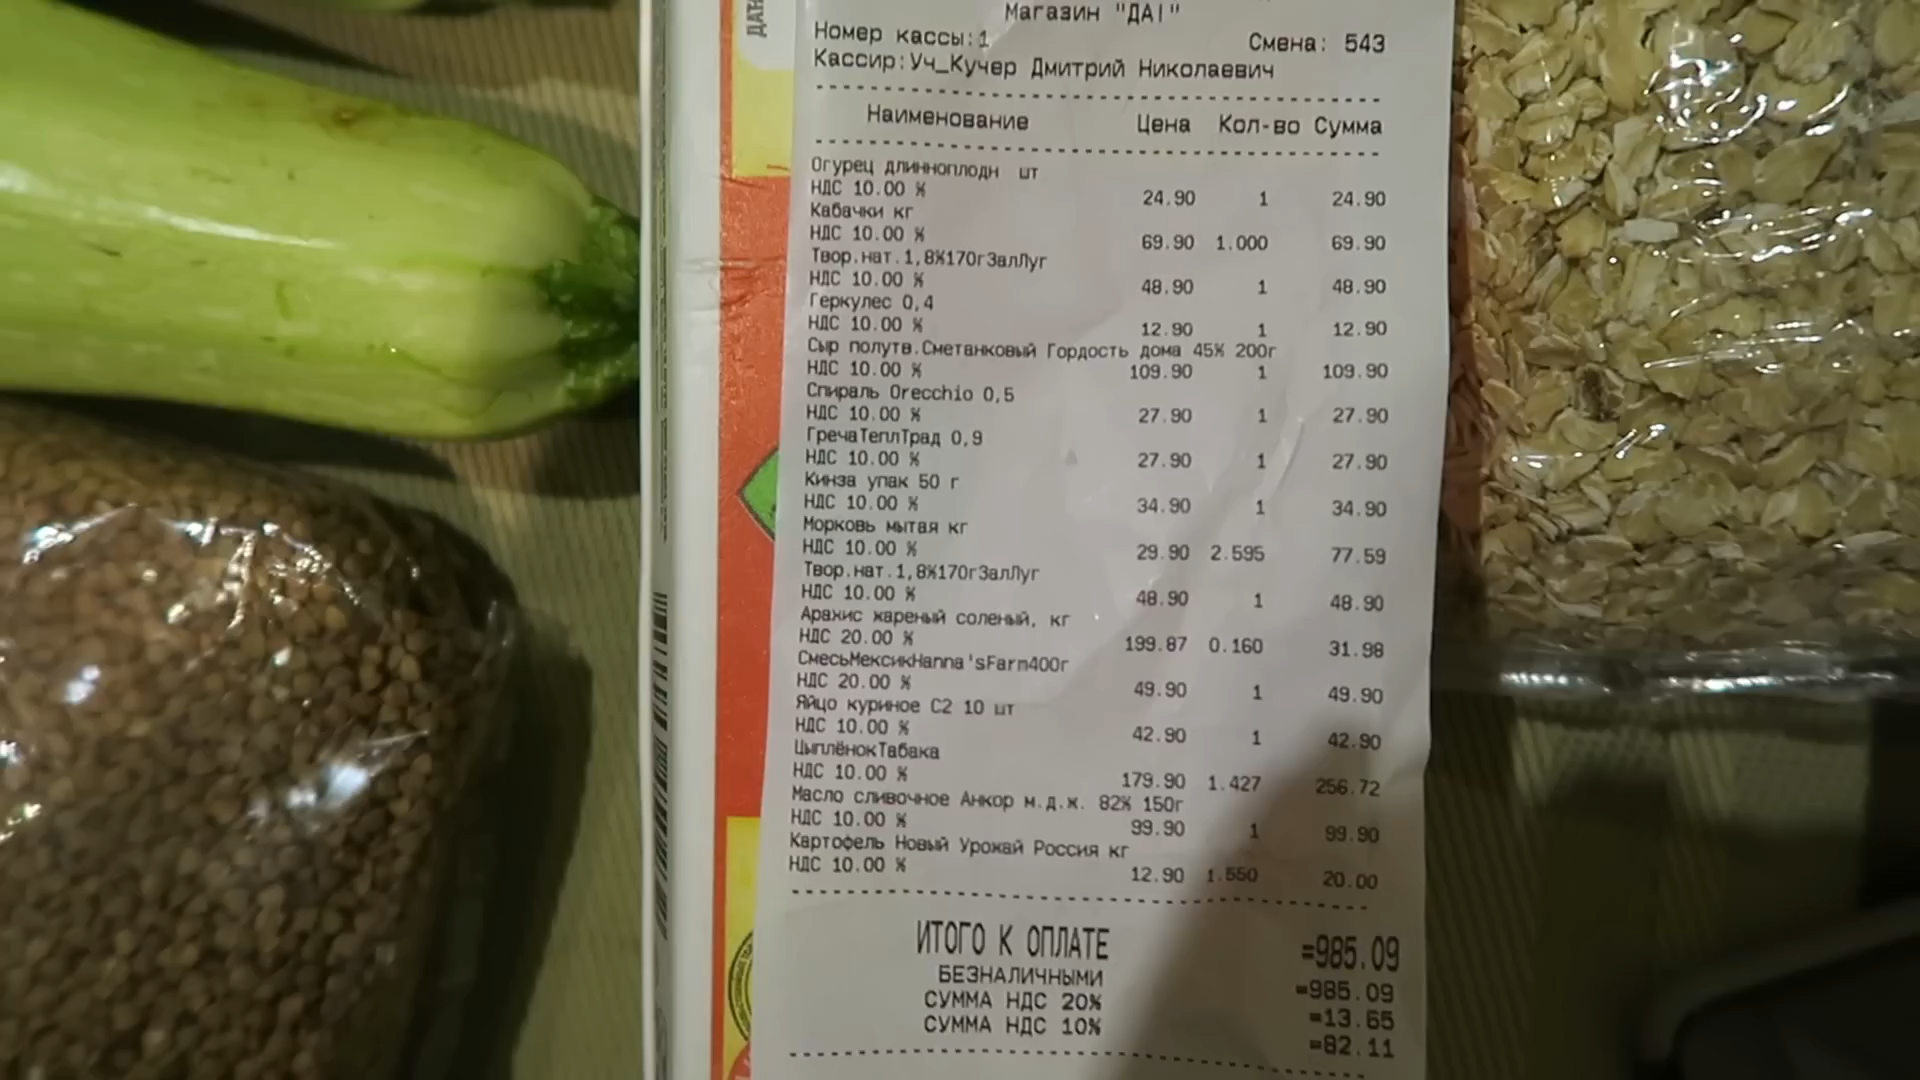 Магазин "ДА!"
Номер кассы:1 Смена: 543
Кассир:Уч_Кучер Дмитрий Николаевич
Наименование Цена Кол-во Сумма
Огурец длинноплодн шт
НДС 10.00 % 24.90 1 24.90
Кабачки кг
НДС 10.00 % 69.90 1.000 69.90
Твор.нат.1,8%170гЗалЛуг
НДС 10.00 % 48.90 1 48.90
Геркулес 0,4
НДС 10.00 % 12.90 1 12.90
Сыр полутв.Сметанковый Гордость дома 45% 200г
НДС 10.00 % 109.90 1 109.90
Спираль Orecchio 0,5
НДС 10.00 % 27.90 1 27.90
ГречаТеплТрад 0,9
НДС 10.00 % 27.90 1 27.90
Кинза упак 50 г
НДС 10.00 % 34.90 1 34.90
Морковь мытая кг
НДС 10.00 % 29.90 2.595 77.59
Твор.нат.1,8%170гЗалЛуг
НДС 10.00 % 48.90 1 48.90
Арахис жареный соленый, кг
НДС 20.00 % 199.87 0.160 31.98
СмесьМексикHanna'sFarm400г
НДС 20.00 % 49.90 1 49.90
Яйцо куриное С2 10 шт
НДС 10.00 % 42.90 1 42.90
ЦыплёнокТабака
НДС 10.00 % 179.90 1.427 256.72
Масло сливочное Анкор м.д.ж. 82% 150г
НДС 10.00 % 99.90 1 99.90
Картофель Новый Урожай Россия кг
НДС 10.00 % 12.90 1.550 20.00
ИТОГО К ОПЛАТЕ =985.09
БЕЗНАЛИЧНЫМИ =985.09
СУММА НДС 20% =13.65
СУММА НДС 10% =82.11